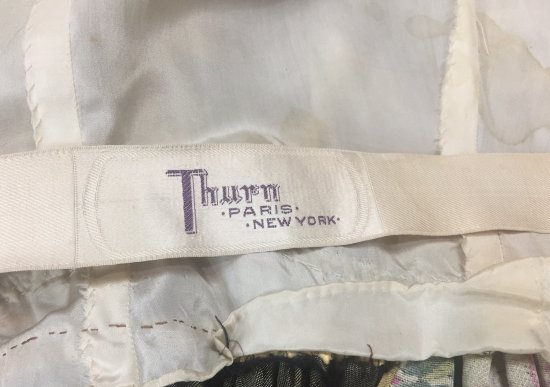 Thurn
·PARIS·
·NEW YORK·